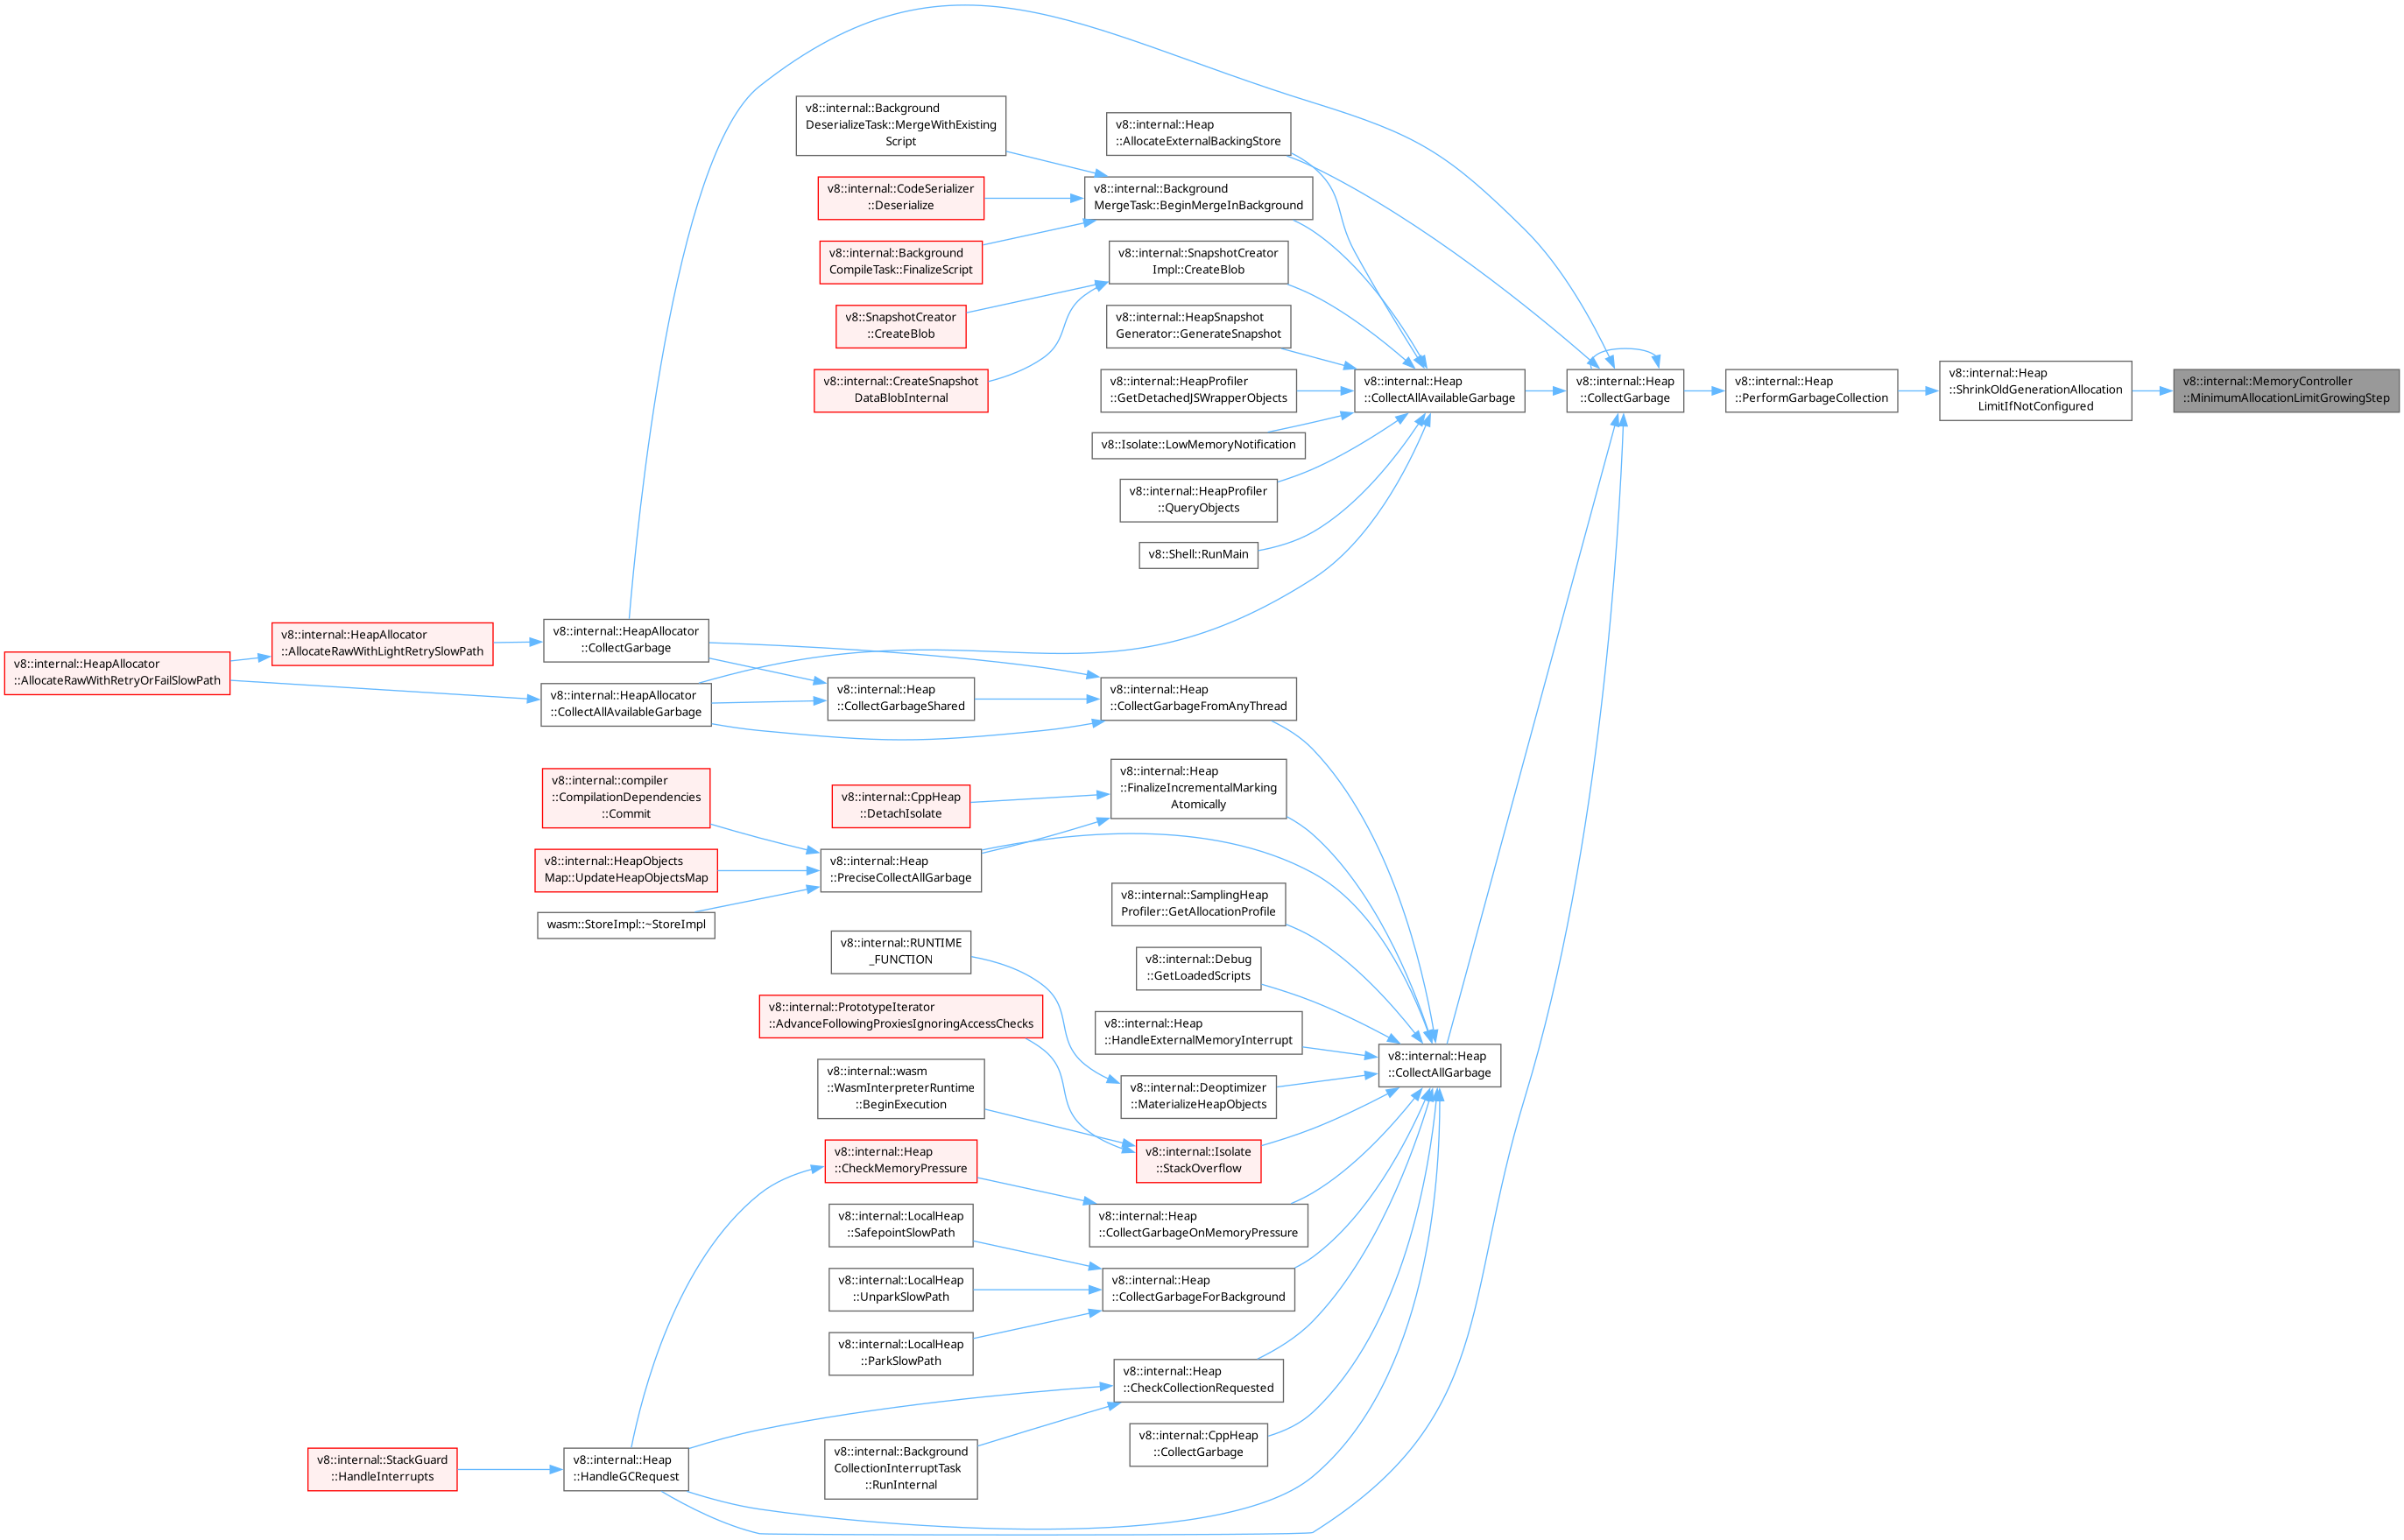 v8::internal::Background
DeserializeTask::MergeWithExisting
Script
v8::internal::Heap
::AllocateExternalBackingStore
v8::internal::CodeSerializer
::Deserialize
v8::internal::Background
MergeTask::BeginMergeInBackground
v8::internal::Background
CompileTask::FinalizeScript
v8::internal::SnapshotCreator
Impl::CreateBlob
v8::SnapshotCreator
::CreateBlob
v8::internal::HeapSnapshot
Generator::GenerateSnapshot
v8::internal::CreateSnapshot
DataBlobInternal
v8::internal::HeapProfiler
::GetDetachedJSWrapperObjects
v8::internal::Heap
::CollectAllAvailableGarbage
v8::internal::Heap
::CollectGarbage
v8::internal::Heap
::PerformGarbageCollection
v8::internal::Heap
::ShrinkOldGenerationAllocation
LimitIfNotConfigured
v8::internal::MemoryController
::MinimumAllocationLimitGrowingStep
v8::Isolate::LowMemoryNotification
v8::internal::HeapProfiler
::QueryObjects
v8::Shell::RunMain
v8::internal::HeapAllocator
::AllocateRawWithRetryOrFailSlowPath
v8::internal::HeapAllocator
::AllocateRawWithLightRetrySlowPath
v8::internal::HeapAllocator
::CollectGarbage
v8::internal::HeapAllocator
::CollectAllAvailableGarbage
v8::internal::Heap
::CollectGarbageShared
v8::internal::Heap
::CollectGarbageFromAnyThread
v8::internal::compiler
::CompilationDependencies
::Commit
v8::internal::CppHeap
::DetachIsolate
v8::internal::Heap
::FinalizeIncrementalMarking
Atomically
v8::internal::HeapObjects
Map::UpdateHeapObjectsMap
v8::internal::Heap
::PreciseCollectAllGarbage
wasm::StoreImpl::~StoreImpl
v8::internal::SamplingHeap
Profiler::GetAllocationProfile
v8::internal::RUNTIME
_FUNCTION
v8::internal::Debug
::GetLoadedScripts
v8::internal::PrototypeIterator
::AdvanceFollowingProxiesIgnoringAccessChecks
v8::internal::Heap
::HandleExternalMemoryInterrupt
v8::internal::Heap
::CollectAllGarbage
v8::internal::wasm
::WasmInterpreterRuntime
::BeginExecution
v8::internal::Deoptimizer
::MaterializeHeapObjects
v8::internal::Heap
::CheckMemoryPressure
v8::internal::Isolate
::StackOverflow
v8::internal::LocalHeap
::SafepointSlowPath
v8::internal::Heap
::CollectGarbageOnMemoryPressure
v8::internal::LocalHeap
::UnparkSlowPath
v8::internal::Heap
::CollectGarbageForBackground
v8::internal::LocalHeap
::ParkSlowPath
v8::internal::Heap
::CheckCollectionRequested
v8::internal::StackGuard
::HandleInterrupts
v8::internal::Heap
::HandleGCRequest
v8::internal::Background
CollectionInterruptTask
::RunInternal
v8::internal::CppHeap
::CollectGarbage